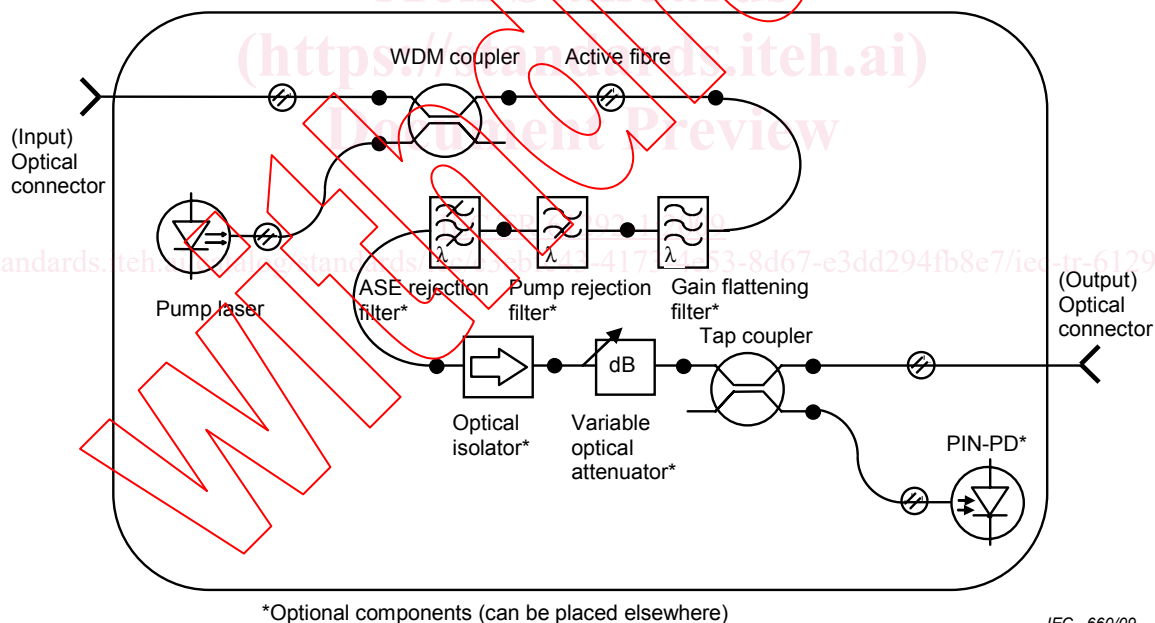 (https://standards.iteh.ai)
Document Preview
WDM coupler
Active fibre
(Input)
Optical
connector
λ
λ
λ
Pump laser
ASE rejection
filter*
Pump rejection
filter*
Gain flattening
filter*
(Output)
Optical
connector
Tap coupler
dB
Optical
isolator*
Variable
optical
attenuator*
PIN-PD*
*Optional components (can be placed elsewhere)
IEC 660/09